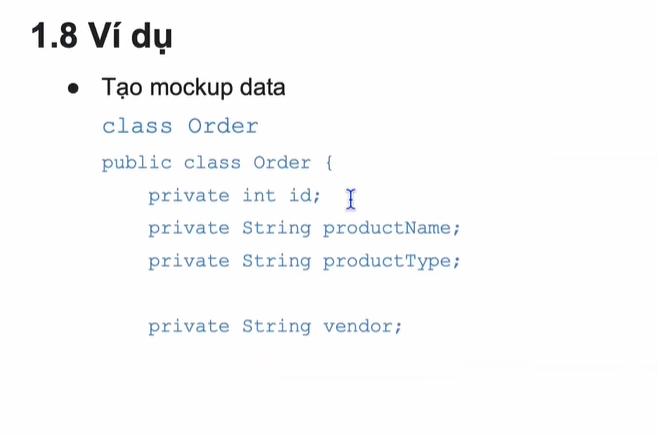 1.8 Ví dụ
● Tạo mockup data
class Order
public class Order {
private int id;
private String productName;
private String productType;
private String vendor;